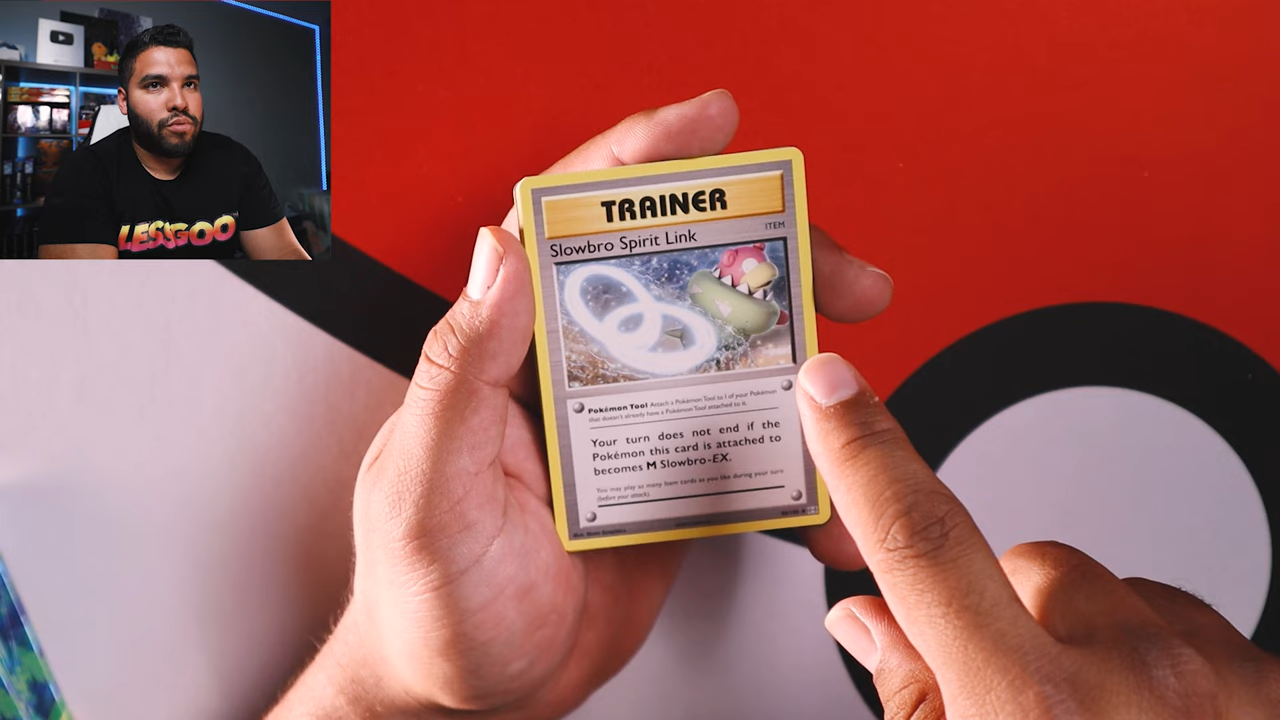 LESSGOO
TRAINER
ITEM
Slowbro Spirit Link
Pokémon Tool Attach a Pokémon Tool to 1 of your Pokémon
that doesn't already have a Pokémon Tool attached to it.
Your turn does not end if the
Pokémon this card is attached to
becomes M Slowbro-EX.
You may play as many Item cards as you like during your turn
(before your attack).